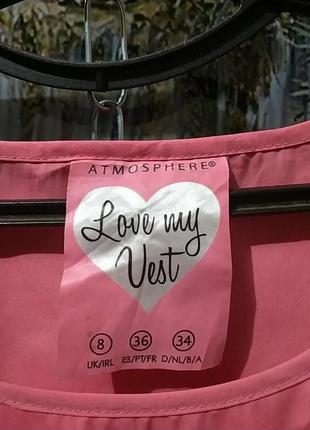 ATMOSPHERE®
Love my
Vest
8 36 34
UK/IRL ES/PT/FR D/NL/B/A